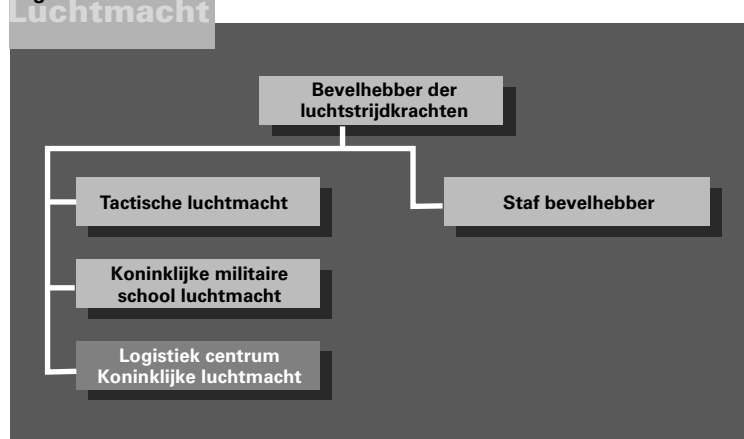 Luchtmacht
Bevelhebber der
luchtstrijdkrachten
Tactische luchtmacht
Staf bevelhebber
Koninklijke militaire
school luchtmacht
Logistiek centrum
Koninklijke luchtmacht